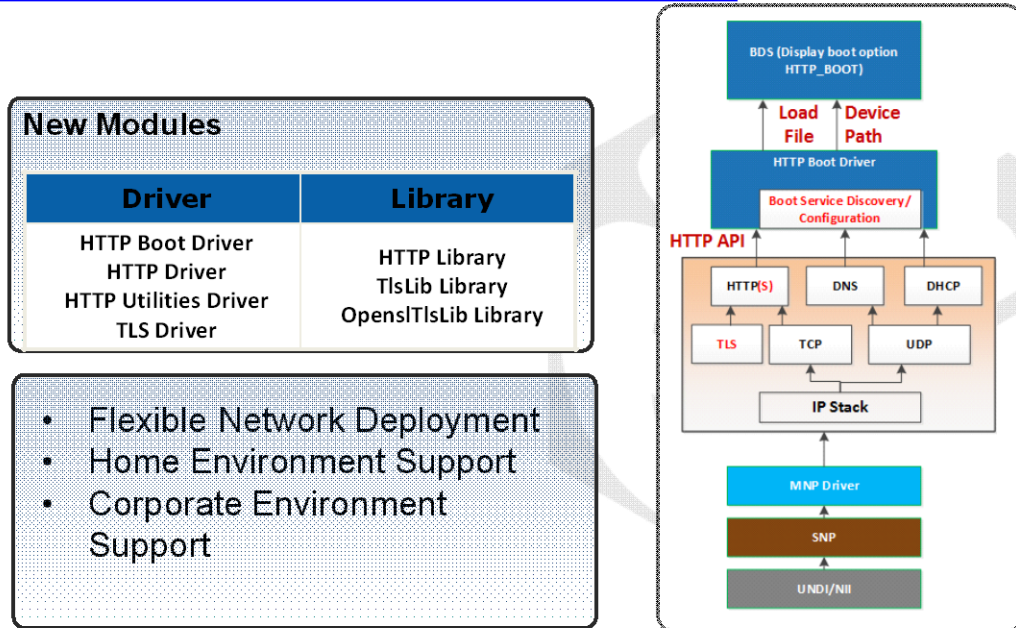 New Modules
Driver
Library
HTTP Boot Driver
HTTP Driver
HTTP Utilities Driver
TLS Driver
HTTP Library
TlsLib Library
OpenslTlsLib Library
• Flexible Network Deployment
• Home Environment Support
• Corporate Environment
Support
BDS (Display boot option
HTTP_BOOT)
Load
File
Device
Path
HTTP Boot Driver
Boot Service Discovery/
Configuration
HTTP API
HTTP(S)
DNS
DHCP
TLS
TCP
UDP
IP Stack
MNP Driver
SNP
UNDI/NII